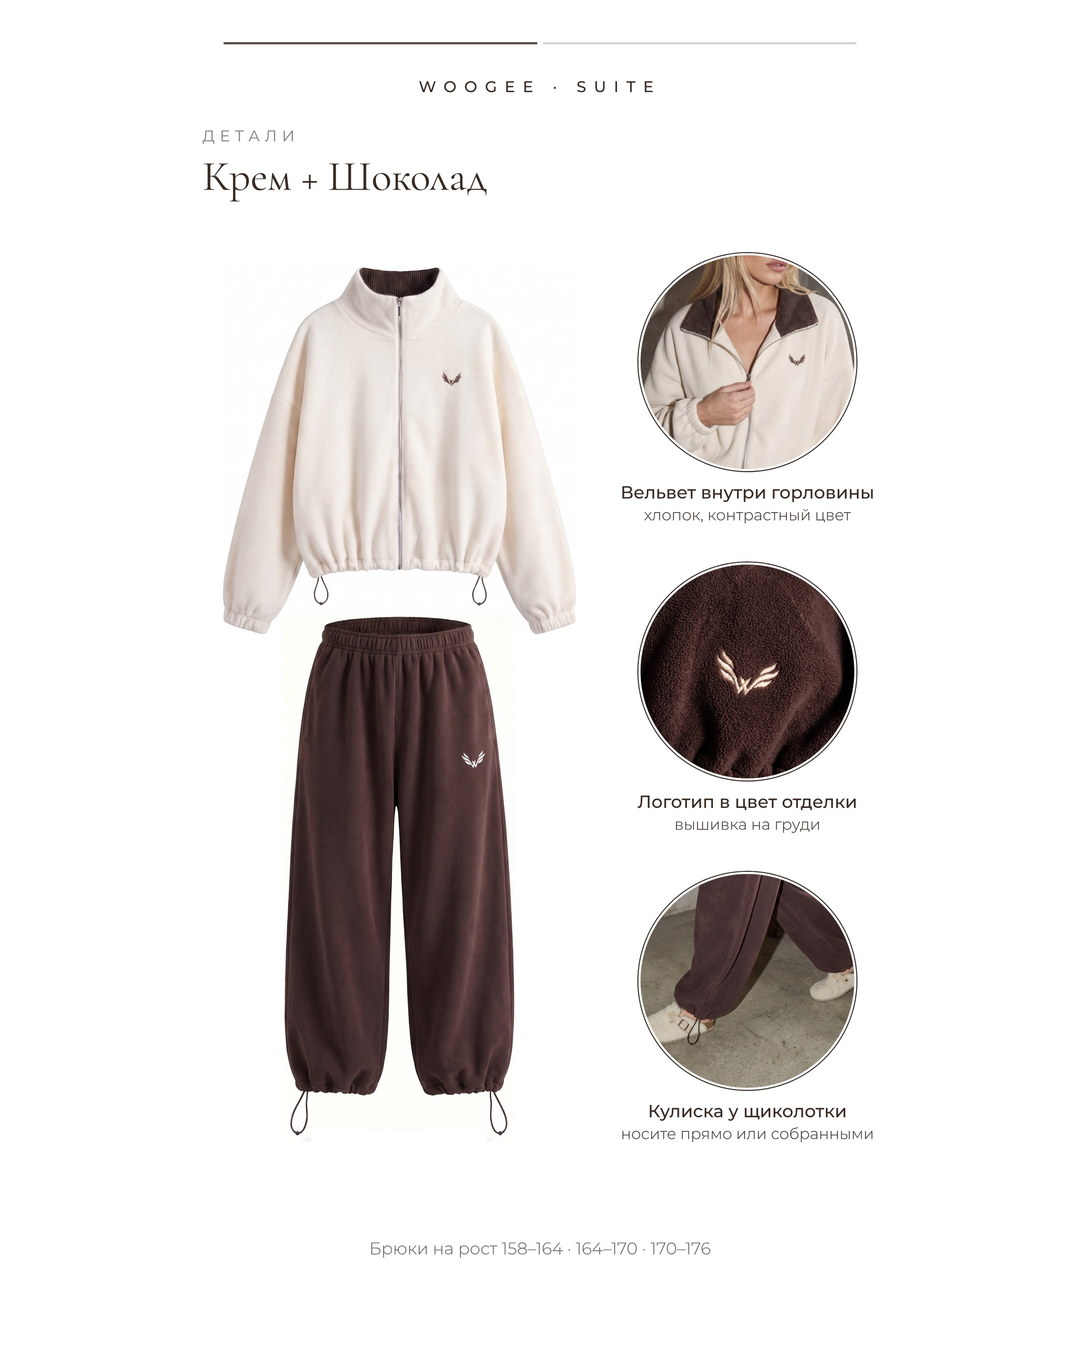 WOOGEE · SUITE
ДЕТАЛИ
Крем + Шоколад
Вельвет внутри горловины
хлопок, контрастный цвет
Логотип в цвет отделки
вышивка на груди
Кулиска у щиколотки
носите прямо или собранными
Брюки на рост 158–164 · 164–170 · 170–176